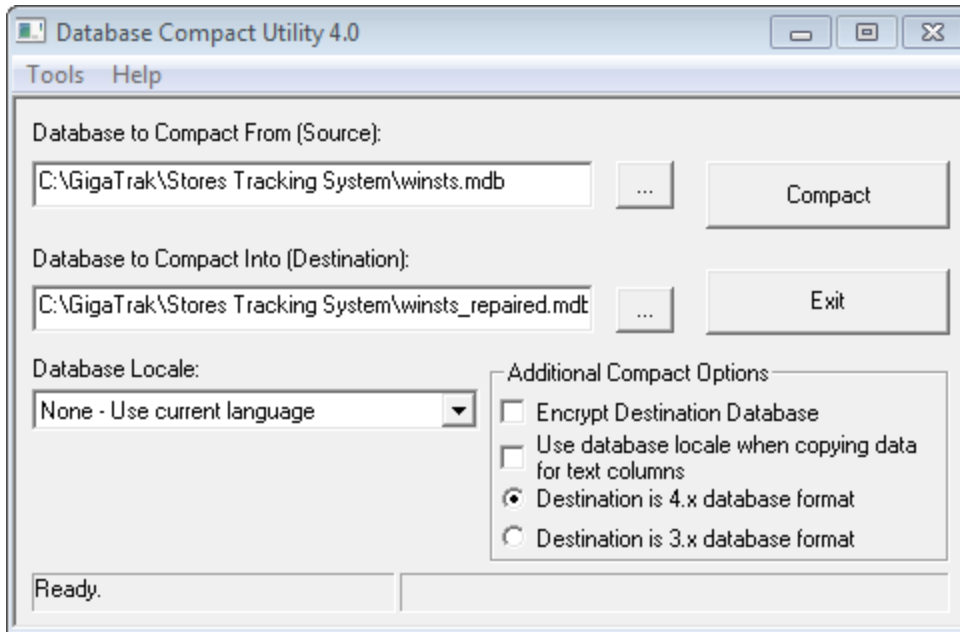 Database Compact Utility 4.0
Tools Help
Database to Compact From (Source):
C:\GigaTrak\Stores Tracking System\winsts.mdb
...
Compact
Database to Compact Into (Destination):
C:\GigaTrak\Stores Tracking System\winsts_repaired.mdb
...
Exit
Database Locale:
None - Use current language
Additional Compact Options
Encrypt Destination Database
Use database locale when copying data
for text columns
Destination is 4.x database format
Destination is 3.x database format
Ready.